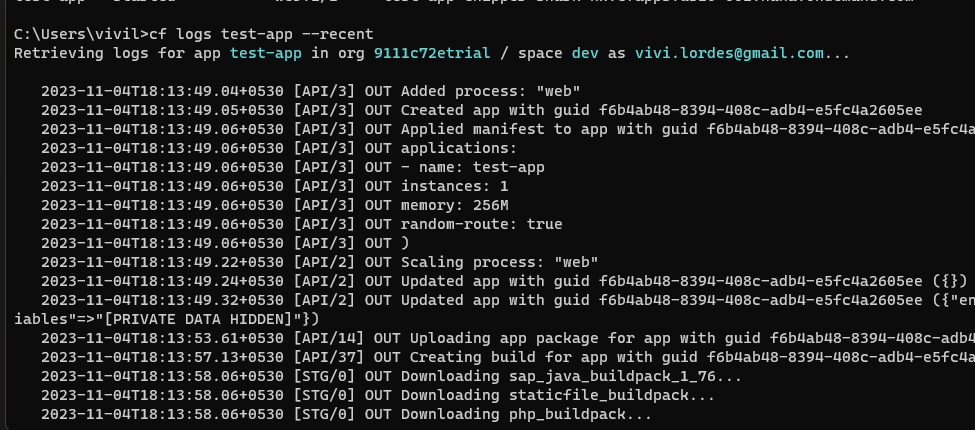 C:\Users\vivil>cf logs test-app --recent
Retrieving logs for app test-app in org 9111c72etrial / space dev as vivi.lordes@gmail.com...
2023-11-04T18:13:49.04+0530 [API/3] OUT Added process: "web"
2023-11-04T18:13:49.05+0530 [API/3] OUT Created app with guid f6b4ab48-8394-408c-adb4-e5fc4a2605ee
2023-11-04T18:13:49.06+0530 [API/3] OUT Applied manifest to app with guid f6b4ab48-8394-408c-adb4-e5fc4a
2023-11-04T18:13:49.06+0530 [API/3] OUT applications:
2023-11-04T18:13:49.06+0530 [API/3] OUT - name: test-app
2023-11-04T18:13:49.06+0530 [API/3] OUT instances: 1
2023-11-04T18:13:49.06+0530 [API/3] OUT memory: 256M
2023-11-04T18:13:49.06+0530 [API/3] OUT random-route: true
2023-11-04T18:13:49.06+0530 [API/3] OUT )
2023-11-04T18:13:49.22+0530 [API/2] OUT Scaling process: "web"
2023-11-04T18:13:49.24+0530 [API/2] OUT Updated app with guid f6b4ab48-8394-408c-adb4-e5fc4a2605ee ({})
2023-11-04T18:13:49.32+0530 [API/2] OUT Updated app with guid f6b4ab48-8394-408c-adb4-e5fc4a2605ee ({"en
iables"=>"[PRIVATE DATA HIDDEN]"})
2023-11-04T18:13:53.61+0530 [API/14] OUT Uploading app package for app with guid f6b4ab48-8394-408c-adb4
2023-11-04T18:13:57.13+0530 [API/37] OUT Creating build for app with guid f6b4ab48-8394-408c-adb4-e5fc4a
2023-11-04T18:13:58.06+0530 [STG/0] OUT Downloading sap_java_buildpack_1_76...
2023-11-04T18:13:58.06+0530 [STG/0] OUT Downloading staticfile_buildpack...
2023-11-04T18:13:58.06+0530 [STG/0] OUT Downloading php_buildpack...